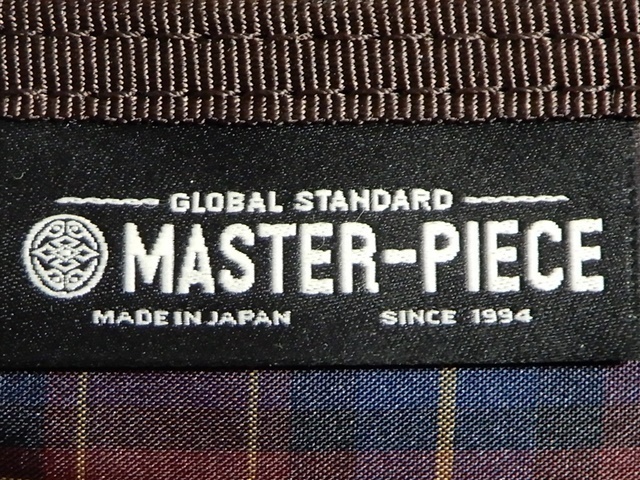 GLOBAL STANDARD
MASTER-PIECE
MADE IN JAPAN SINCE 1994